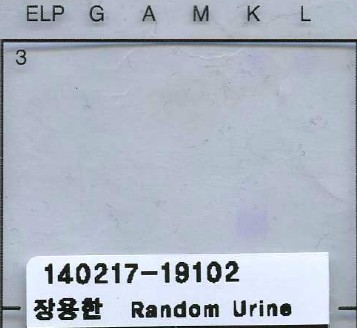 ELP G A M K L
3
140217-19102
장용한 Random Urine